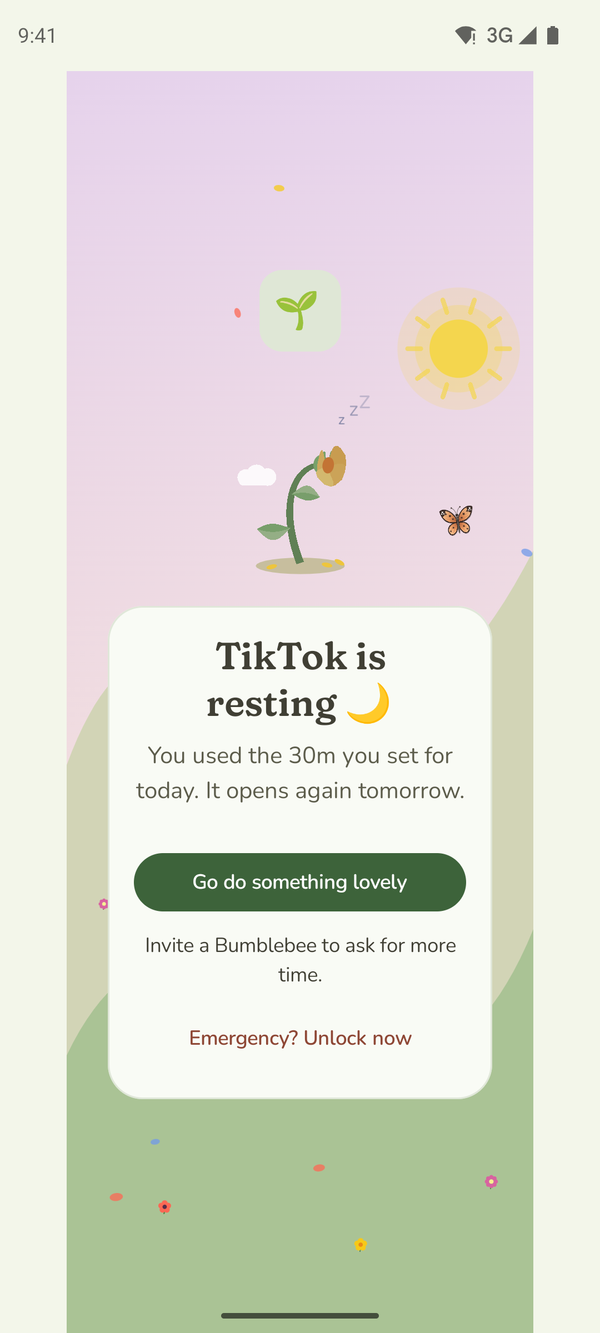 9:41
3G
z z Z
TikTok is
resting 🌙
You used the 30m you set for
today. It opens again tomorrow.
Go do something lovely
Invite a Bumblebee to ask for more
time.
Emergency? Unlock now